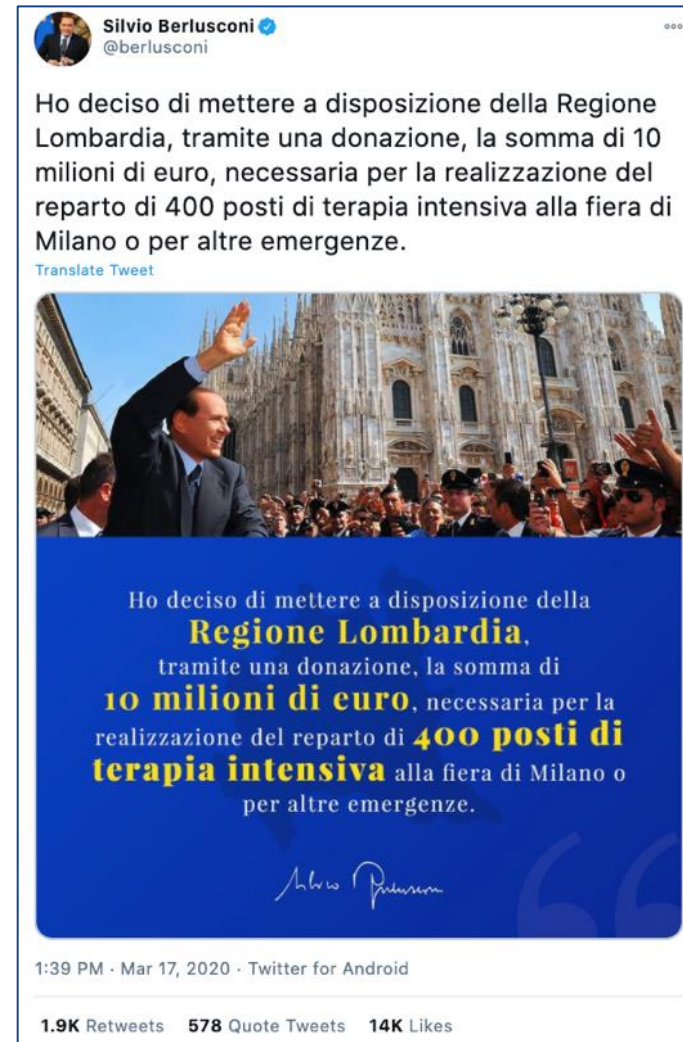 Silvio Berlusconi
@berlusconi
Ho deciso di mettere a disposizione della Regione
Lombardia, tramite una donazione, la somma di 10
milioni di euro, necessaria per la realizzazione del
reparto di 400 posti di terapia intensiva alla fiera di
Milano o per altre emergenze.
Translate Tweet
Ho deciso di mettere a disposizione della
Regione Lombardia,
tramite una donazione, la somma di
10 milioni di euro, necessaria per la
realizzazione del reparto di 400 posti di
terapia intensiva alla fiera di Milano o
per altre emergenze.
Silvio Berlusconi
1:39 PM · Mar 17, 2020 · Twitter for Android
1.9K Retweets 578 Quote Tweets 14K Likes